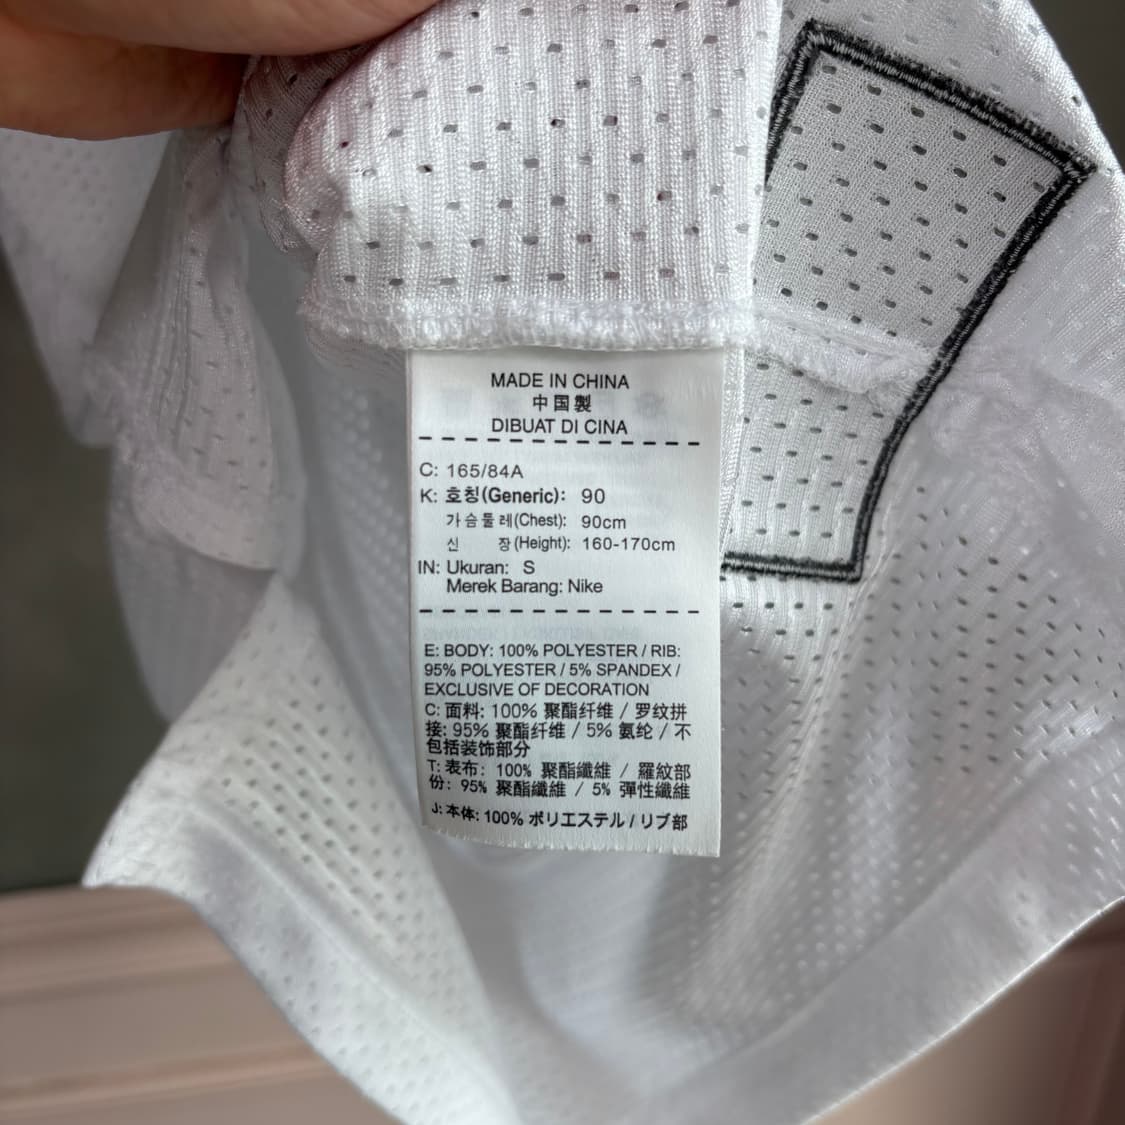 MADE IN CHINA
中国製
DIBUAT DI CINA
C: 165/84A
K: 호칭(Generic): 90
가슴둘레(Chest): 90cm
신 장(Height): 160-170cm
IN: Ukuran: S
Merek Barang: Nike
E: BODY: 100% POLYESTER / RIB:
95% POLYESTER / 5% SPANDEX /
EXCLUSIVE OF DECORATION
C: 面料: 100% 聚酯纤维 / 罗纹拼
接: 95% 聚酯纤维 / 5% 氨纶 / 不
包括装饰部分
T: 表布: 100% 聚酯纖維 / 羅紋部
份: 95% 聚酯纖維 / 5% 彈性纖維
J: 本体: 100% ポリエステル / リブ部